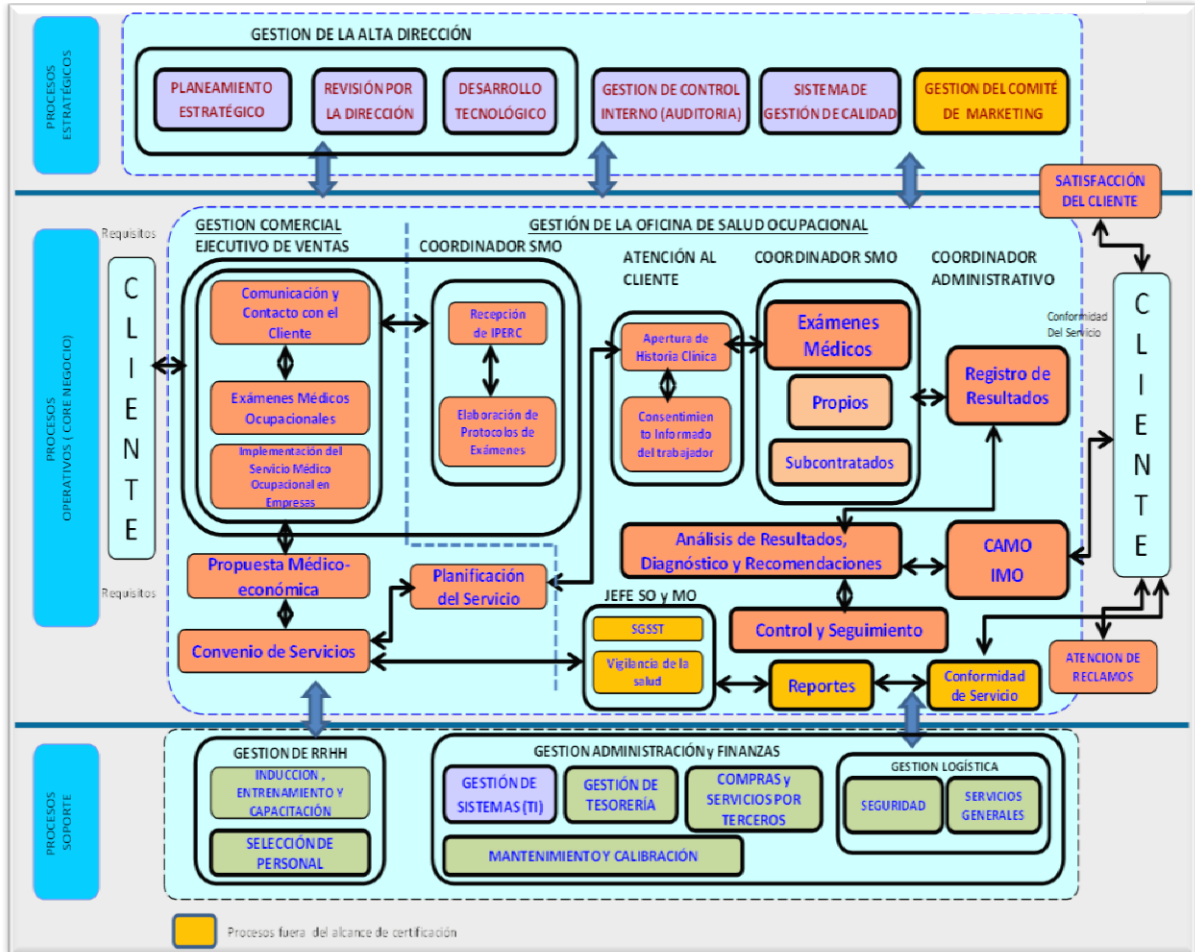 PROCESOS
ESTRATÉGICOS
GESTION DE LA ALTA DIRECCIÓN
PLANEAMIENTO
ESTRATÉGICO
REVISIÓN POR
LA DIRECCIÓN
DESARROLLO
TECNOLÓGICO
GESTIÓN DE CONTROL
INTERNO (AUDITORIA)
SISTEMA DE
GESTIÓN DE CALIDAD
GESTIÓN DEL COMITÉ
DE MARKETING
SATISFACCIÓN
DEL CLIENTE
PROCESOS
OPERATIVOS ( CORE NEGOCIO)
Requisitos
CLIENTE
Requisitos
GESTION COMERCIAL
EJECUTIVO DE VENTAS
Comunicación y
Contacto con el
Cliente
Exámenes Médicos
Ocupacionales
Implementación del
Servicio Médico
Ocupacional en
Empresas
Propuesta Médico-
económica
Convenio de Servicios
GESTIÓN DE LA OFICINA DE SALUD OCUPACIONAL
COORDINADOR SMO
Recepción
de IPERC
Elaboración de
Protocolos de
Exámenes
Planificación
del Servicio
ATENCIÓN AL
CLIENTE
Apertura de
Historia Clínica
Consentimien
to Informado
del trabajador
COORDINADOR SMO
Exámenes
Médicos
Propios
Subcontratados
COORDINADOR
ADMINISTRATIVO
Registro de
Resultados
Análisis de Resultados,
Diagnóstico y Recomendaciones
CAMO
IMO
Control y Seguimiento
JEFE SO y MO
SGSST
Vigilancia de la
salud
Reportes
Conformidad
de Servicio
Conformidad
Del Servicio
CLIENTE
ATENCION DE
RECLAMOS
PROCESOS
SOPORTE
GESTION DE RRHH
INDUCCION ,
ENTRENAMIENTO Y
CAPACITACIÓN
SELECCIÓN DE
PERSONAL
GESTION ADMINISTRACIÓN y FINANZAS
GESTIÓN DE
SISTEMAS (TI)
GESTIÓN DE
TESORERÍA
COMPRAS y
SERVICIOS POR
TERCEROS
MANTENIMIENTO Y CALIBRACIÓN
GESTION LOGÍSTICA
SEGURIDAD
SERVICIOS
GENERALES
Procesos fuera del alcance de certificación